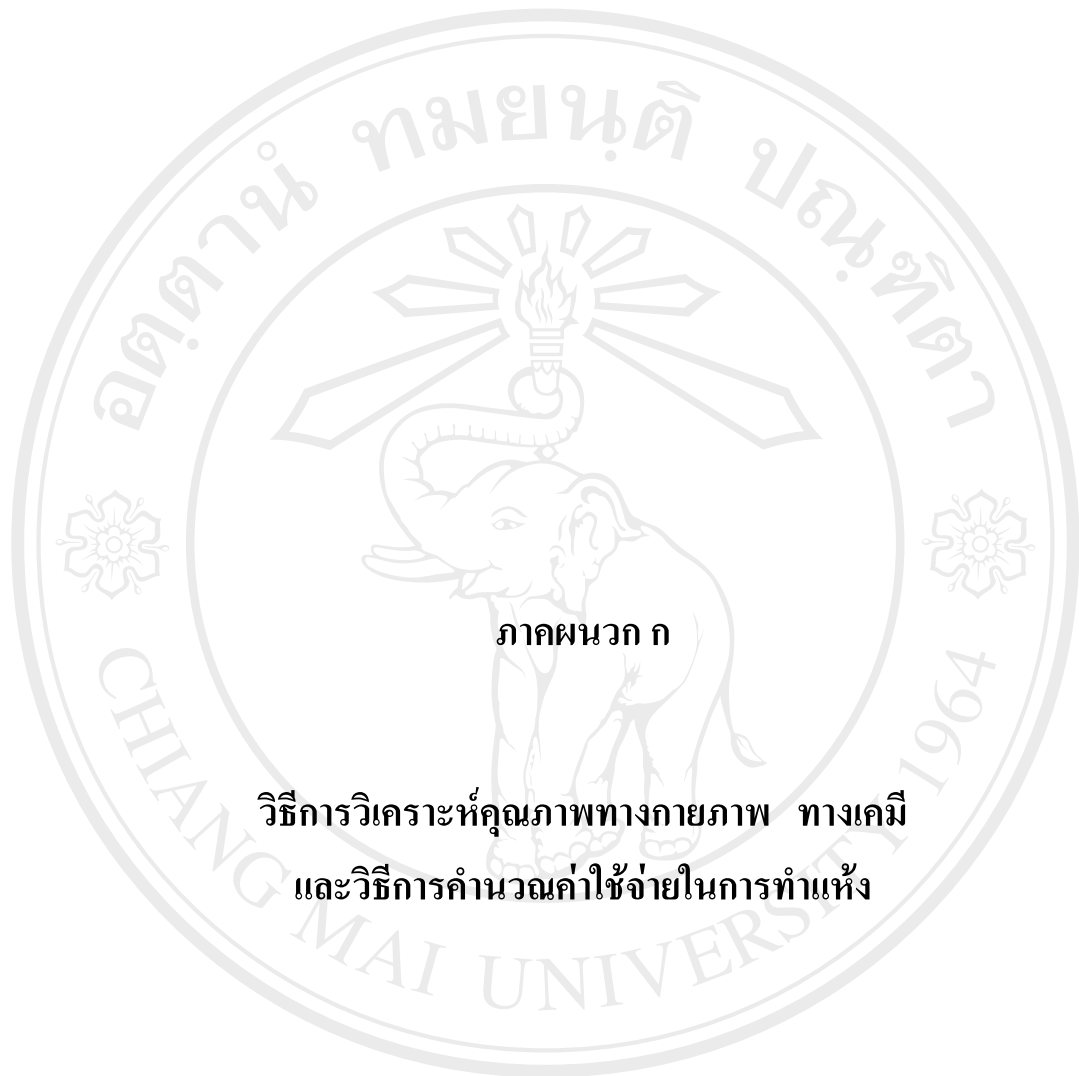 อตฺตานํ ทมยนฺติ ปณฺฑิตา
ภาคผนวก ก
วิธีการวิเคราะห์คุณภาพทางกายภาพ ทางเคมี
และวิธีการคำนวณค่าใช้จ่ายในการทำแห้ง
CHIANG MAI UNIVERSITY 1964